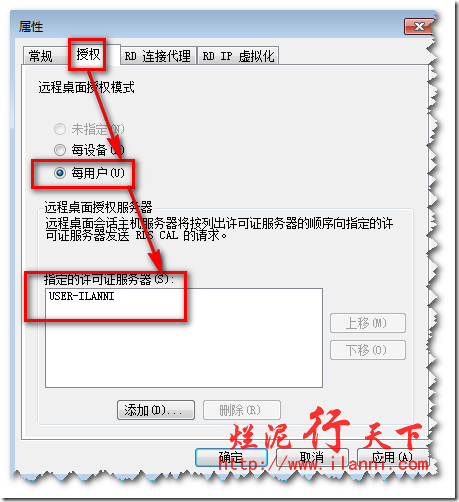 属性
常规 授权 RD 连接代理 RD IP 虚拟化
远程桌面授权模式
未指定(N)
每设备(D)
每用户(U)
远程桌面授权服务器
远程桌面会话主机服务器将按列出许可证服务器的顺序向指定的许
可证服务器发送 RDS CAL 的请求。
指定的许可证服务器(S):
USER-ILANNI
上移(M)
下移(O)
添加(D)... 删除(R)
烂泥行天下
确定 取消 应用(A)
Http://www.ilanni.com